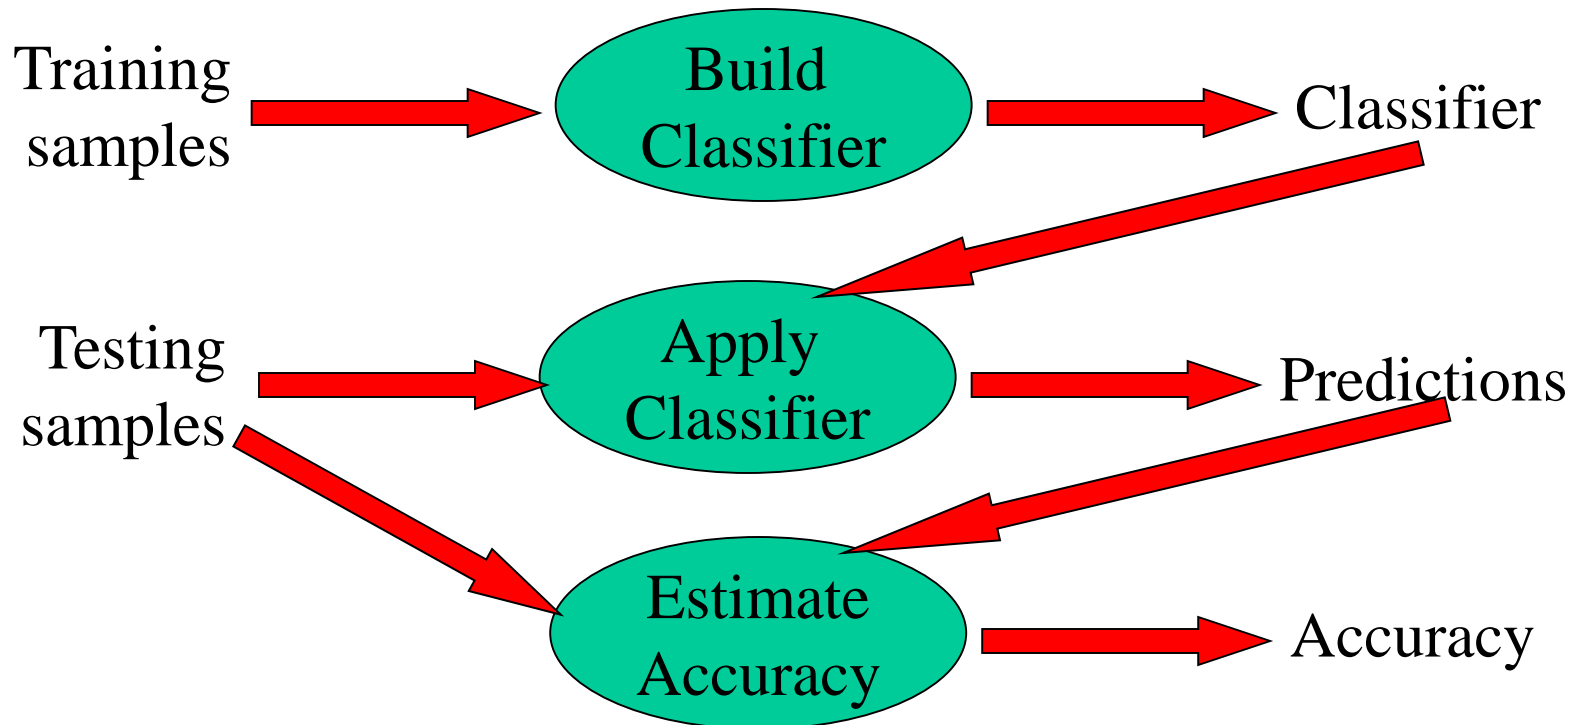 Training
samples
Build
Classifier
Classifier
Testing
samples
Apply
Classifier
Predictions
Estimate
Accuracy
Accuracy